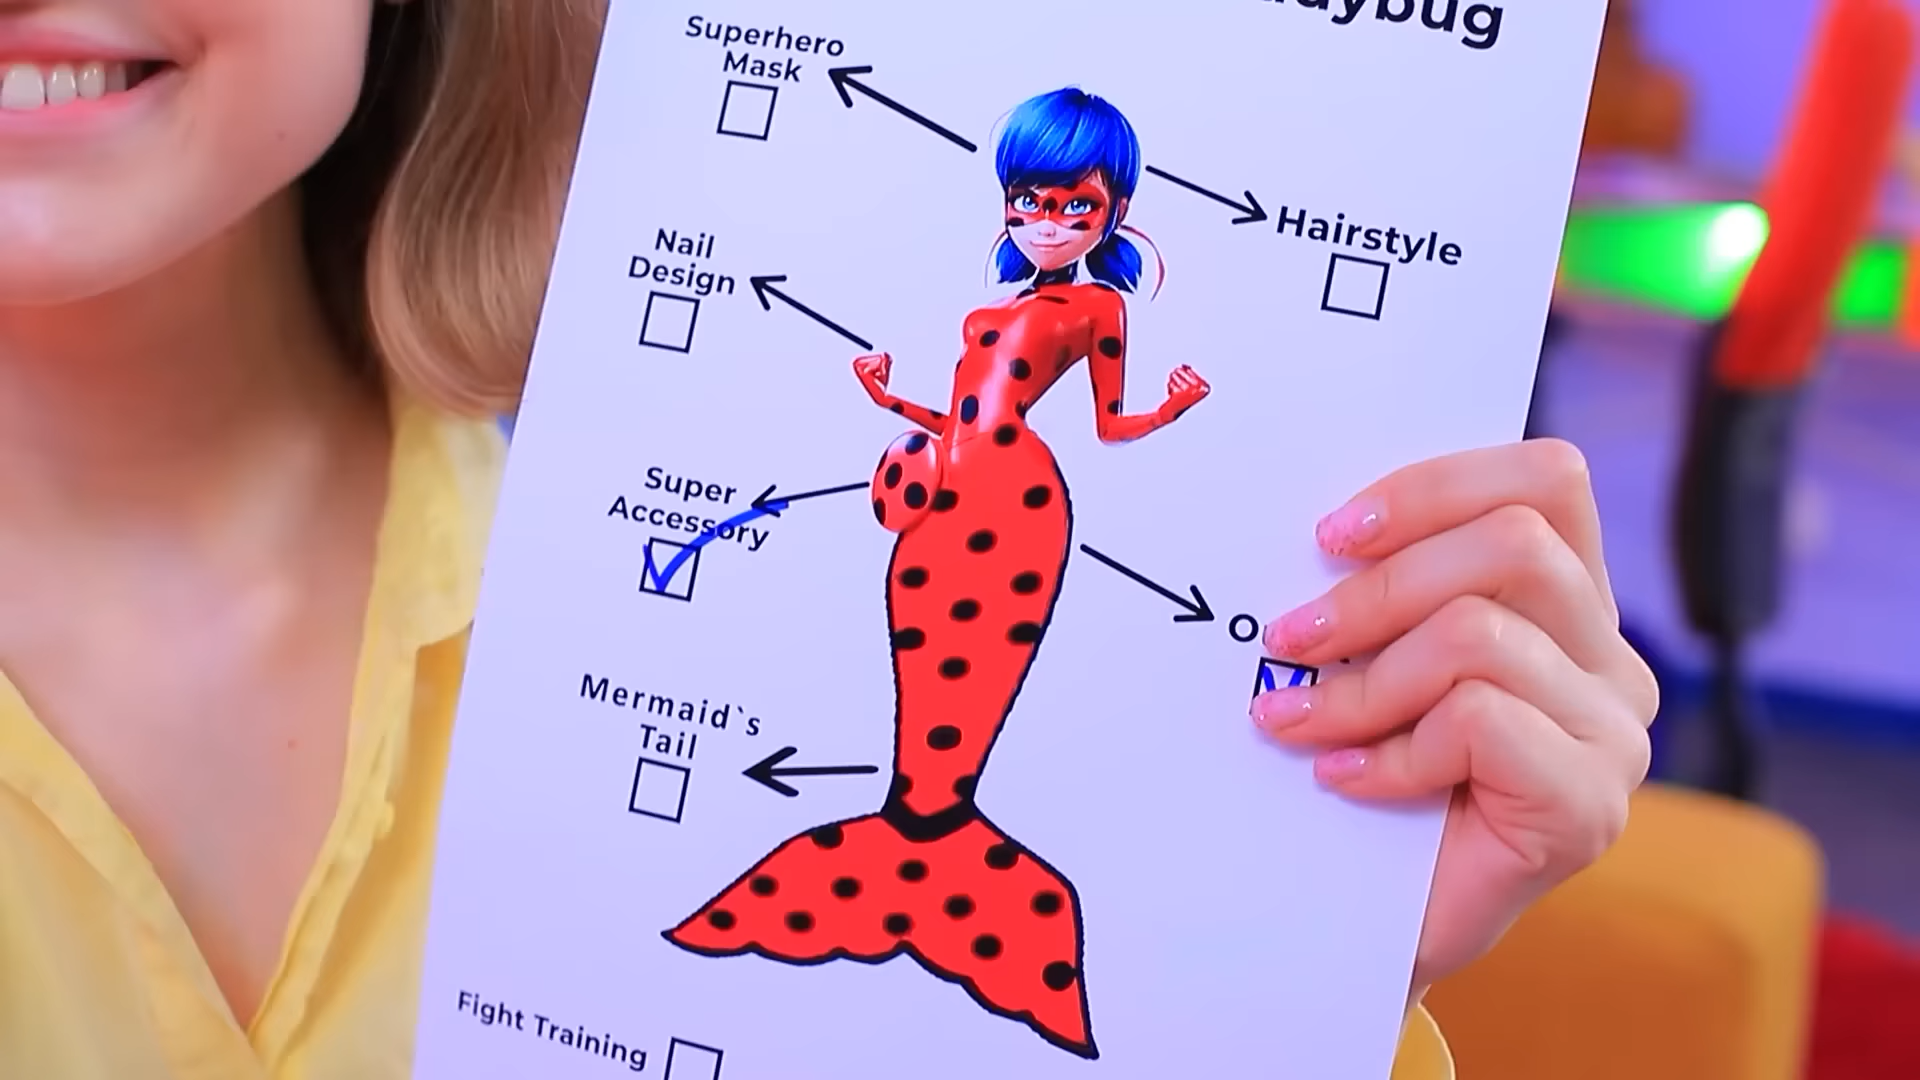 Superhero
Mask
Hairstyle
Nail
Design
Super
Accessory
Mermaid`s
Tail
Fight Training